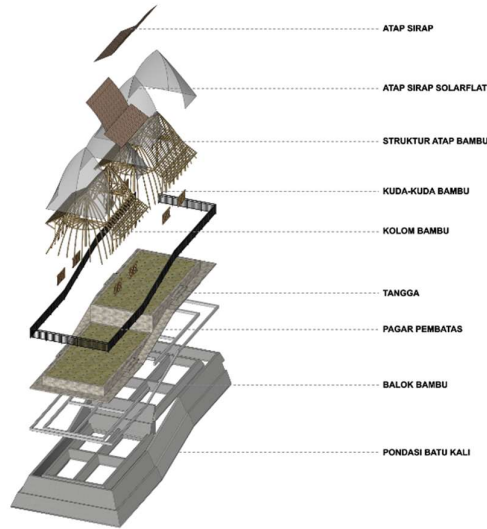 ATAP SIRAP
ATAP SIRAP SOLARFLAT
STRUKTUR ATAP BAMBU
KUDA-KUDA BAMBU
KOLOM BAMBU
TANGGA
PAGAR PEMBATAS
BALOK BAMBU
PONDASI BATU KALI